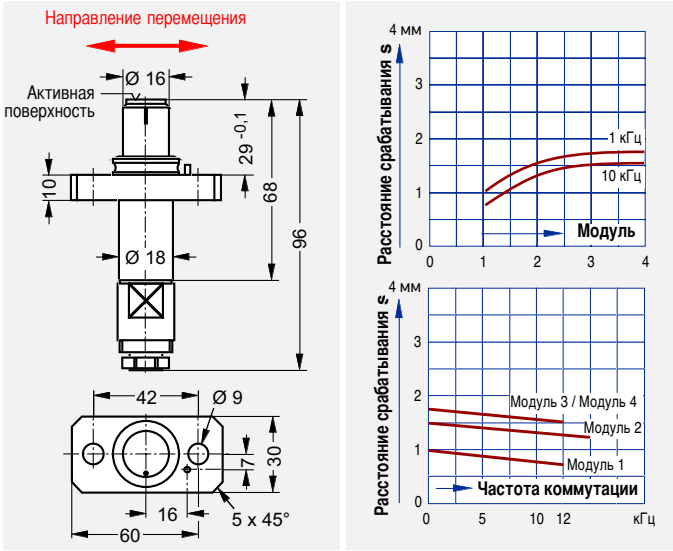 Направление перемещения
Ø 16
Активная
поверхность
29 -0,1
10
68
96
Ø 18
42
Ø 9
7
30
16
5 x 45°
60
4 мм
3
2
1
0
Расстояние срабатывания s
1 кГц
10 кГц
Модуль
0 1 2 3 4
4 мм
3
2
1
0
Расстояние срабатывания s
Модуль 3 / Модуль 4
Модуль 2
Модуль 1
Частота коммутации
0 5 10 12 кГц